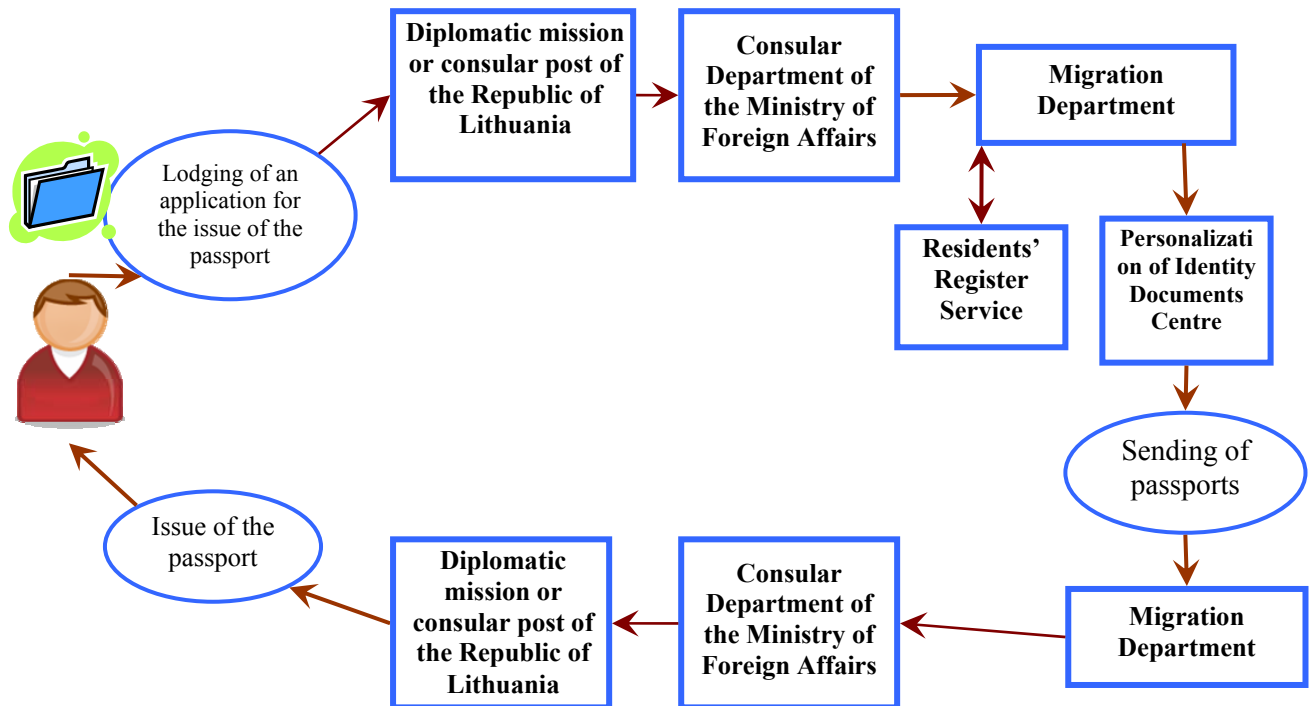 Diplomatic mission
or consular post of
the Republic of
Lithuania
Consular
Department of
the Ministry of
Foreign Affairs
Migration
Department
Lodging of an
application for
the issue of the
passport
Residents’
Register
Service
Personalizati
on of Identity
Documents
Centre
Sending of
passports
Issue of the
passport
Diplomatic
mission or
consular post of
the Republic of
Lithuania
Consular
Department of
the Ministry of
Foreign Affairs
Migration
Department